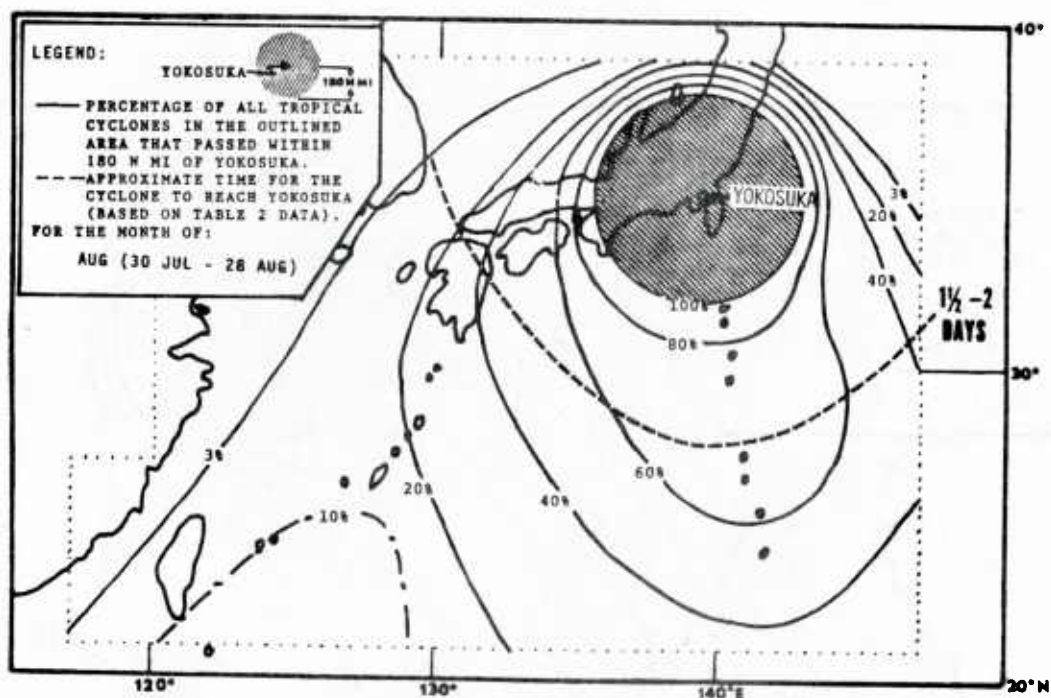 LEGEND:
YOKOSUKA
180 N MI
PERCENTAGE OF ALL TROPICAL
CYCLONES IN THE OUTLINED
AREA THAT PASSED WITHIN
180 N MI OF YOKOSUKA.
APPROXIMATE TIME FOR THE
CYCLONE TO REACH YOKOSUKA
(BASED ON TABLE 2 DATA).
FOR THE MONTH OF:
AUG (30 JUL - 28 AUG)
40°
YOKOSUKA
3%
20%
40%
100%
80%
1½ -2
DAYS
30°
3%
20%
40%
60%
10%
120°
130°
140°E
20°N